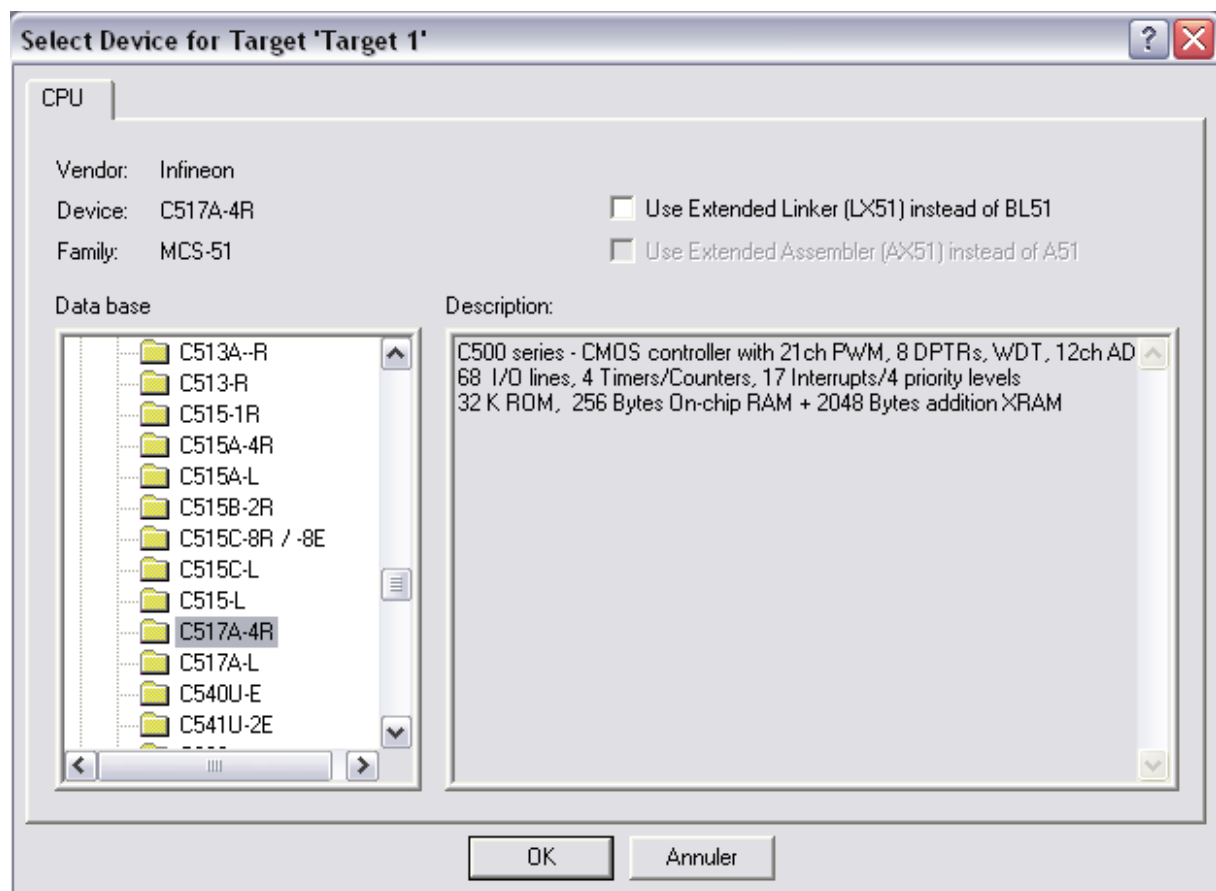 Select Device for Target 'Target 1'
CPU
Vendor: Infineon
Device: C517A-4R
Family: MCS-51
Use Extended Linker (LX51) instead of BL51
Use Extended Assembler (AX51) instead of A51
Data base
C513A--R
C513-R
C515-1R
C515A-4R
C515A-L
C515B-2R
C515C-8R / -8E
C515C-L
C515-L
C517A-4R
C517A-L
C540U-E
C541U-2E
Description:
C500 series - CMOS controller with 21ch PWM, 8 DPTRs, WDT, 12ch AD
68 I/O lines, 4 Timers/Counters, 17 Interrupts/4 priority levels
32 K ROM, 256 Bytes On-chip RAM + 2048 Bytes addition XRAM
OK
Annuler